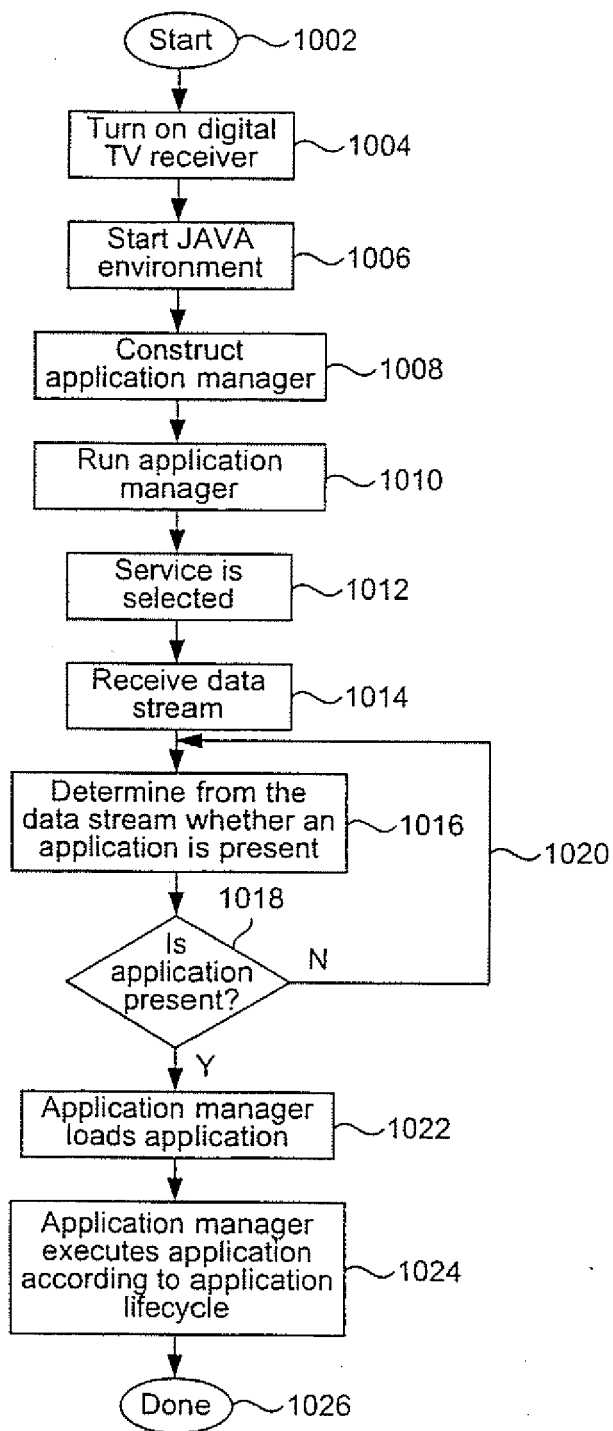 Start
1002
Turn on digital
TV receiver
1004
Start JAVA
environment
1006
Construct
application manager
1008
Run application
manager
1010
Service is
selected
1012
Receive data
stream
1014
Determine from the
data stream whether an
application is present
1016
1020
1018
Is
application
present?
N
Y
Application manager
loads application
1022
Application manager
executes application
according to application
lifecycle
1024
Done
1026